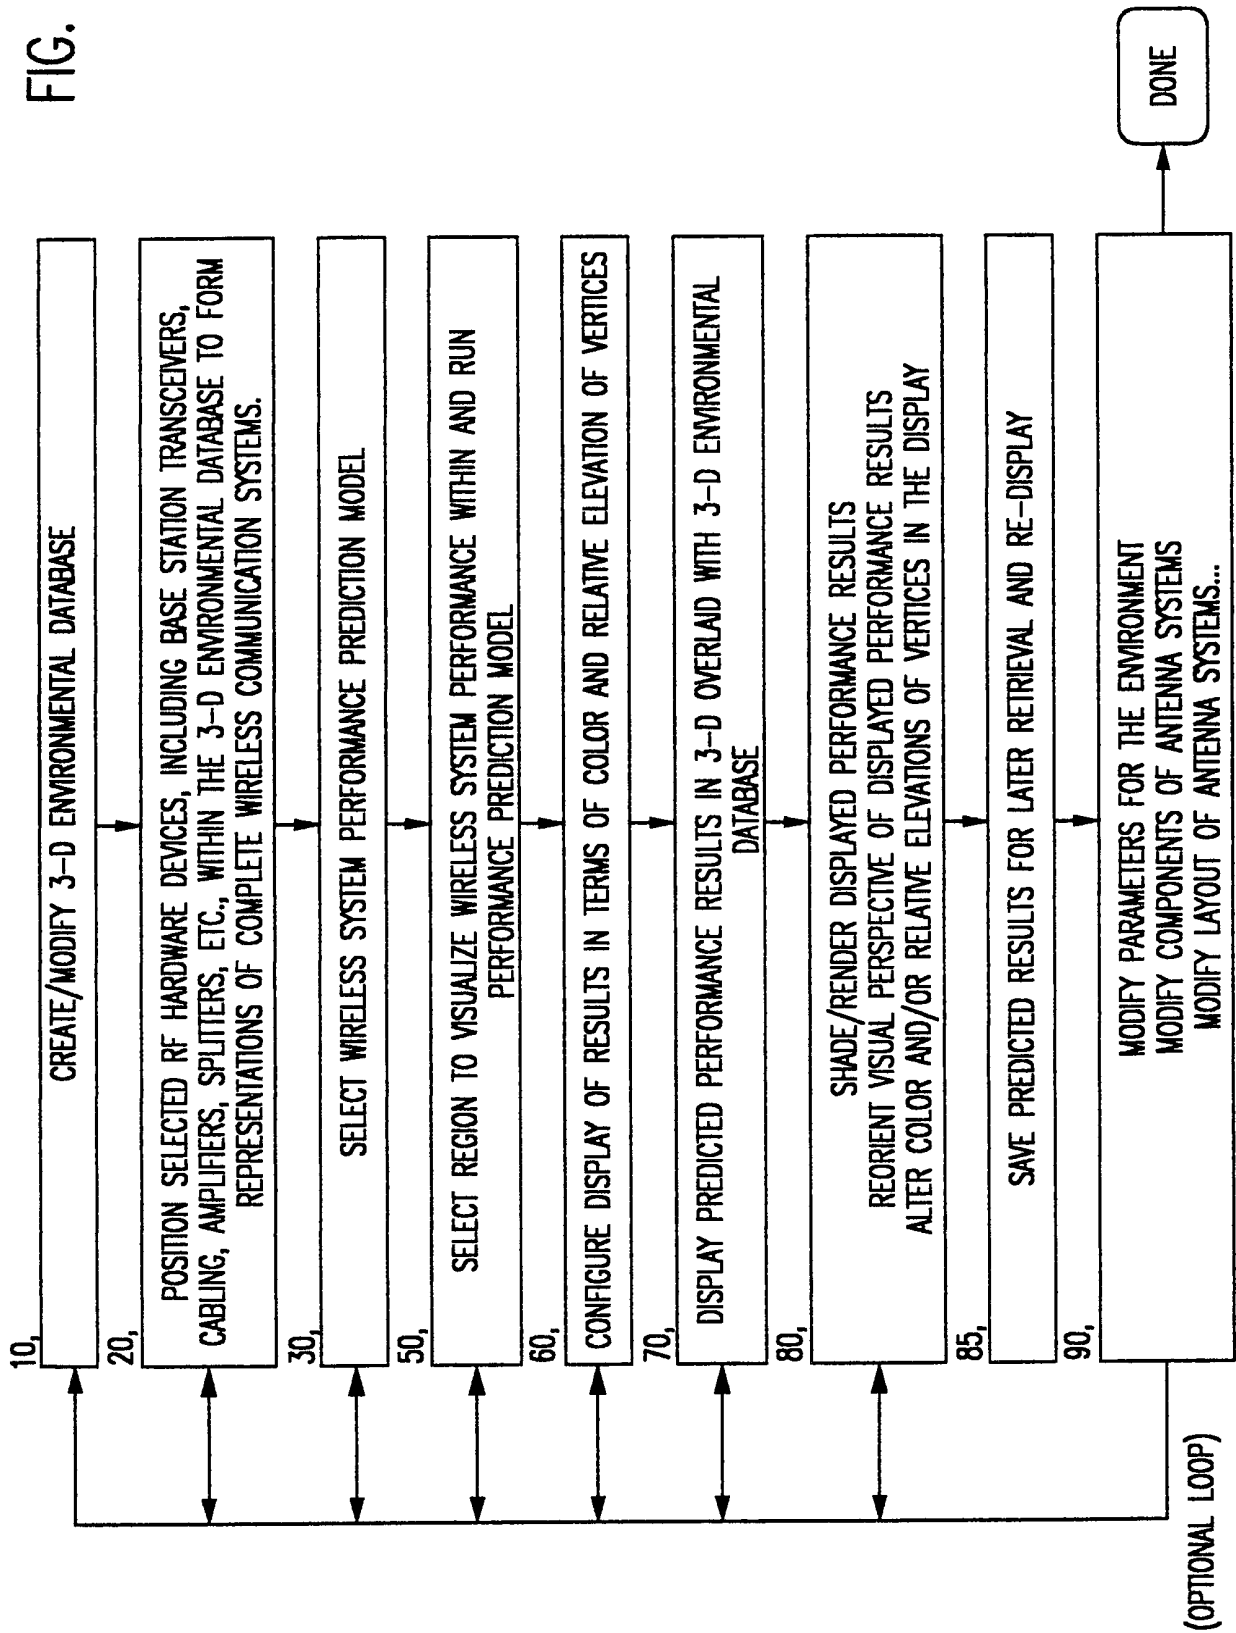 FIG.
10,
CREATE/MODIFY 3-D ENVIRONMENTAL DATABASE
20,
POSITION SELECTED RF HARDWARE DEVICES, INCLUDING BASE STATION TRANSCEIVERS,
CABLING, AMPLIFIERS, SPLITTERS, ETC., WITHIN THE 3-D ENVIRONMENTAL DATABASE TO FORM
REPRESENTATIONS OF COMPLETE WIRELESS COMMUNICATION SYSTEMS.
30,
SELECT WIRELESS SYSTEM PERFORMANCE PREDICTION MODEL
50,
SELECT REGION TO VISUALIZE WIRELESS SYSTEM PERFORMANCE WITHIN AND RUN
PERFORMANCE PREDICTION MODEL
60,
CONFIGURE DISPLAY OF RESULTS IN TERMS OF COLOR AND RELATIVE ELEVATION OF VERTICES
70,
DISPLAY PREDICTED PERFORMANCE RESULTS IN 3-D OVERLAID WITH 3-D ENVIRONMENTAL
DATABASE
80,
SHADE/RENDER DISPLAYED PERFORMANCE RESULTS
REORIENT VISUAL PERSPECTIVE OF DISPLAYED PERFORMANCE RESULTS
ALTER COLOR AND/OR RELATIVE ELEVATIONS OF VERTICES IN THE DISPLAY
85,
SAVE PREDICTED RESULTS FOR LATER RETRIEVAL AND RE-DISPLAY
90,
MODIFY PARAMETERS FOR THE ENVIRONMENT
MODIFY COMPONENTS OF ANTENNA SYSTEMS
MODIFY LAYOUT OF ANTENNA SYSTEMS...
(OPTIONAL LOOP)
DONE